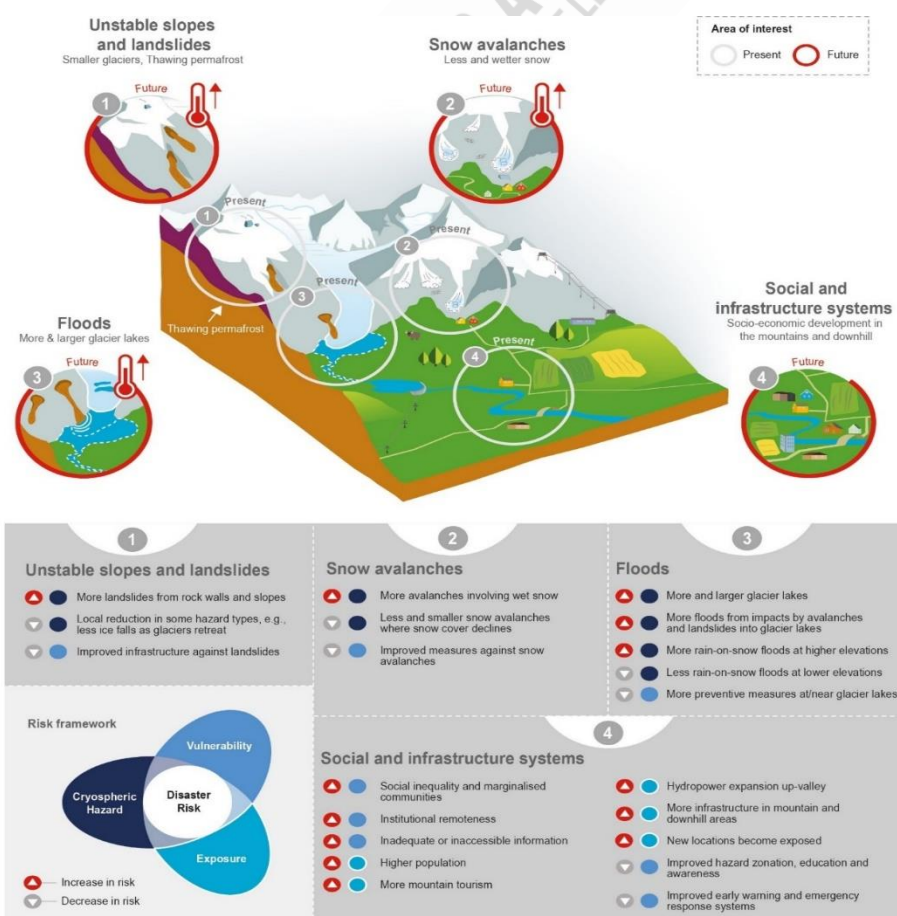 Unstable slopes
and landslides
Smaller glaciers, Thawing permafrost
Future
1
Snow avalanches
Less and wetter snow
Future
2
Area of interest
Present
Future
Present
1
Present
2
Present
3
Thawing permafrost
Present
4
Floods
More & larger glacier lakes
Future
3
Social and
infrastructure systems
Socio-economic development in
the mountains and downhill
Future
4
1
Unstable slopes and landslides
More landslides from rock walls and slopes
Local reduction in some hazard types, e.g.,
less ice falls as glaciers retreat
Improved infrastructure against landslides
2
Snow avalanches
More avalanches involving wet snow
Less and smaller snow avalanches
where snow cover declines
Improved measures against snow
avalanches
3
Floods
More and larger glacier lakes
More floods from impacts by avalanches
and landslides into glacier lakes
More rain-on-snow floods at higher elevations
Less rain-on-snow floods at lower elevations
More preventive measures at/near glacier lakes
Risk framework
Vulnerability
Cryospheric
Hazard
Disaster
Risk
Exposure
Increase in risk
Decrease in risk
4
Social and infrastructure systems
Social inequality and marginalised
communities
Institutional remoteness
Inadequate or inaccessible information
Higher population
More mountain tourism
Hydropower expansion up-valley
More infrastructure in mountain and
downhill areas
New locations become exposed
Improved hazard zonation, education and
awareness
Improved early warning and emergency
response systems